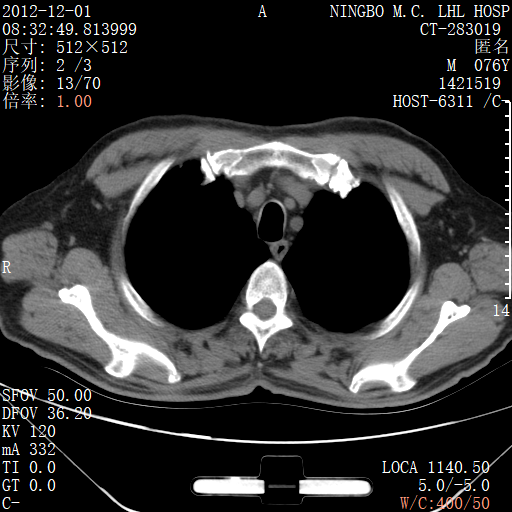 2012-12-01
A
NINGBO M.C. LHL HOSP
08:32:49.813999
CT-283019
尺寸: 512×512
匿名
序列: 2 /3
M 076Y
影像: 13/70
1421519
倍率: 1.00
HOST-6311 /C-
R
14
SFOV 50.00
DFOV 36.20
KV 120
mA 332
TI 0.0
LOCA 1140.50
GT 0.0
5.0/-5.0
C-
W/C:400/50